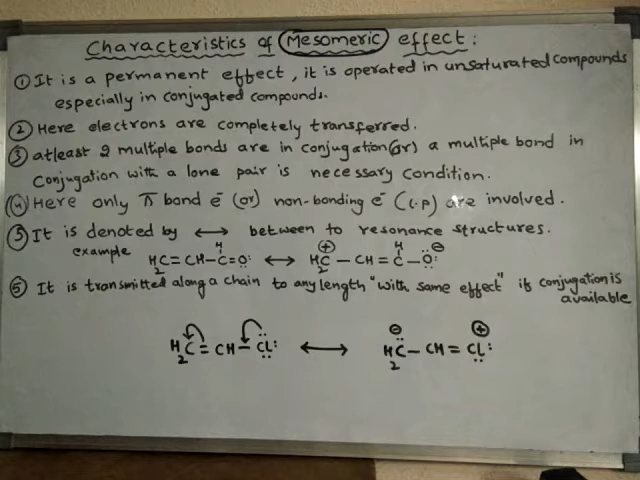 Characteristics of Mesomeric effect:
① It is a permanent effect, it is operated in unsaturated compounds
especially in conjugated compounds.
② Here electrons are completely transferred.
③ atleast 2 multiple bonds are in conjugation (or) a multiple bond in
conjugation with a lone pair is necessary condition.
④ Here only π bond e⁻ (or) non-bonding e⁻ (l.p) are involved.
⑤ It is denoted by ↔ between to resonance structures.
example H₂C=CH-C(H)=Ö: ↔ H₂C⊕-CH=C(H)-Ö:⊖
⑤ It is transmitted along a chain to any length "with same effect" if conjugation is
available
H₂C=CH-Cl: ↔ H₂C⊖-CH=Cl:⊕